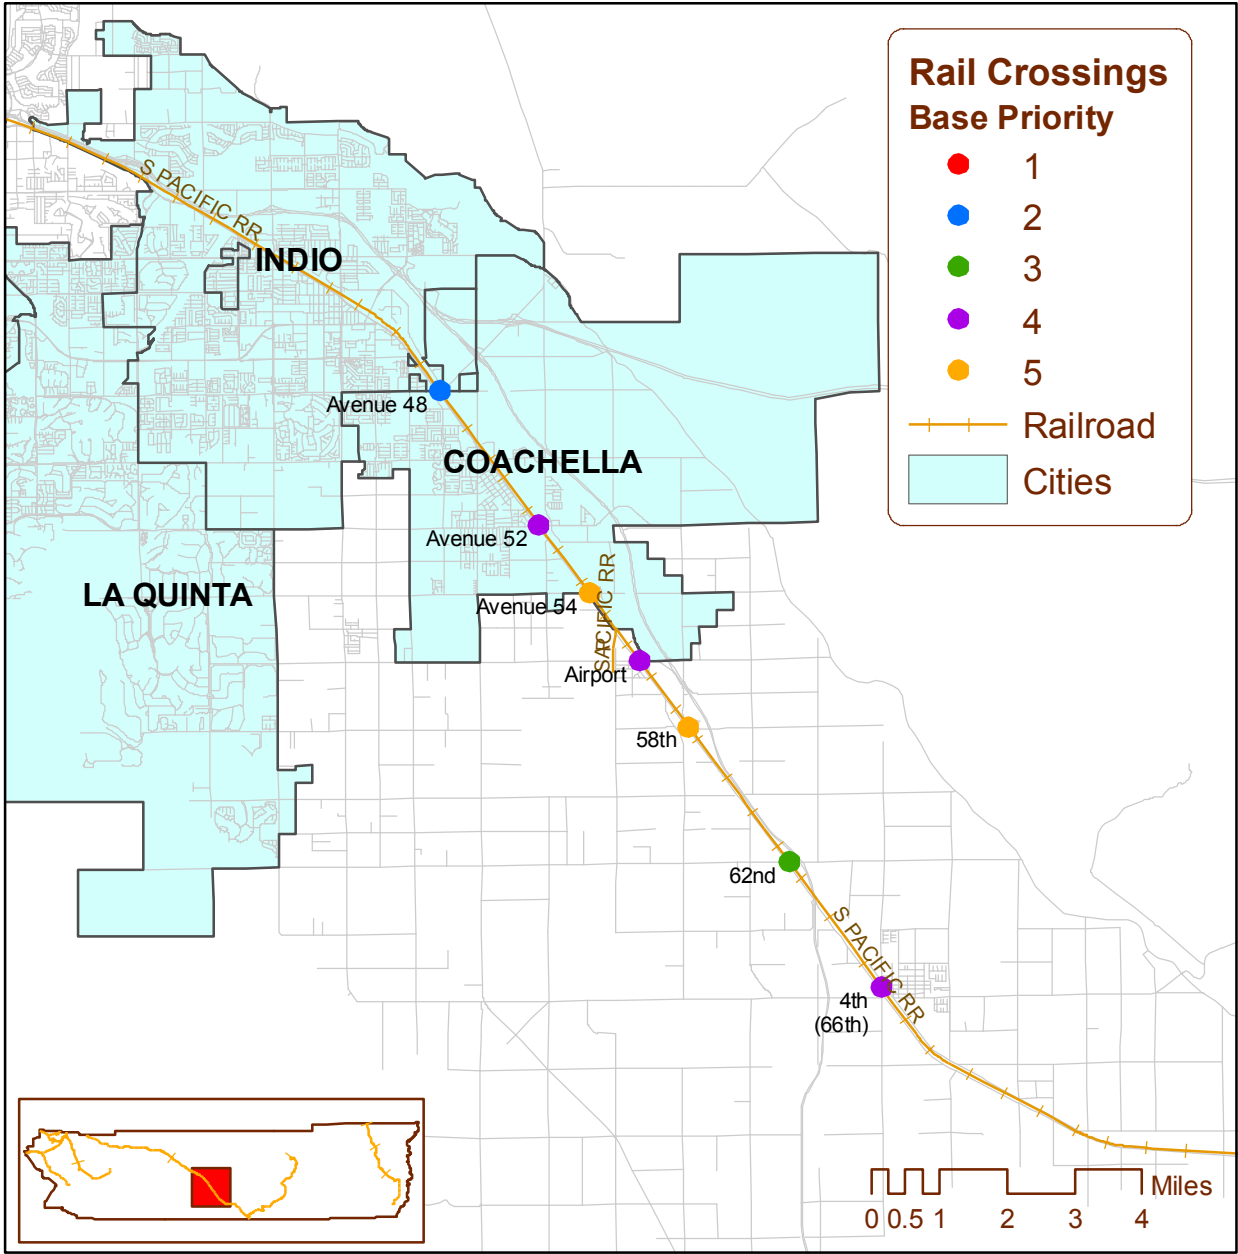 Rail Crossings
Base Priority
1
2
3
4
5
Railroad
Cities
S PACIFIC RR
INDIO
Avenue 48
COACHELLA
Avenue 52
S PACIFIC RR
LA QUINTA
Avenue 54
Airport
58th
62nd
S PACIFIC RR
4th
(66th)
Miles
0 0.5 1 2 3 4